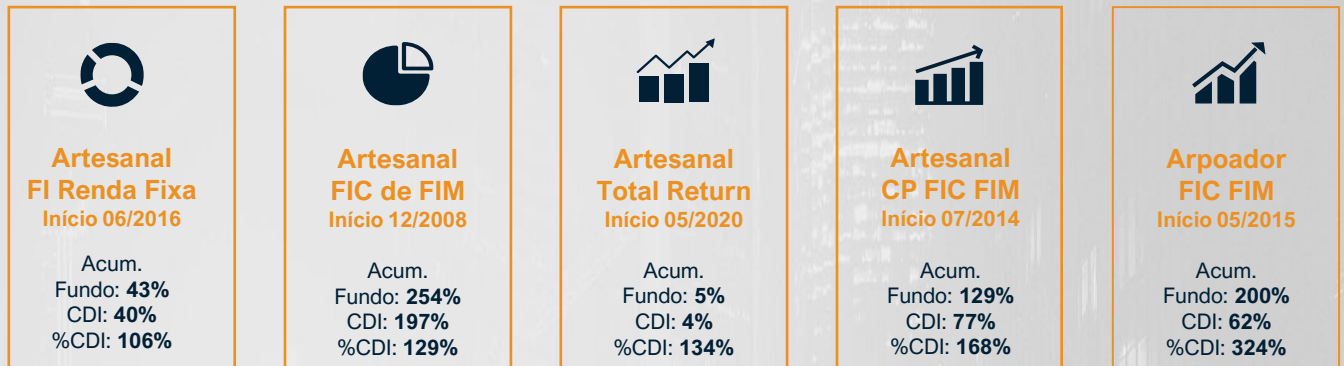 Artesanal
FI Renda Fixa
Início 06/2016
Acum.
Fundo: 43%
CDI: 40%
%CDI: 106%
Artesanal
FIC de FIM
Início 12/2008
Acum.
Fundo: 254%
CDI: 197%
%CDI: 129%
Artesanal
Total Return
Início 05/2020
Acum.
Fundo: 5%
CDI: 4%
%CDI: 134%
Artesanal
CP FIC FIM
Início 07/2014
Acum.
Fundo: 129%
CDI: 77%
%CDI: 168%
Arpoador
FIC FIM
Início 05/2015
Acum.
Fundo: 200%
CDI: 62%
%CDI: 324%